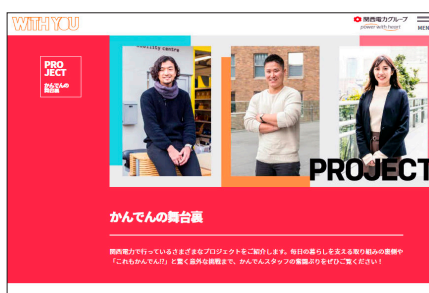 WITH YOU
関西電力グループ
power with heart
MEN
PRO
JECT
かんでんの
舞台裏
PROJECT
かんでんの舞台裏
関西電力で行っているさまざまなプロジェクトをご紹介します。毎日の暮らしを支える取り組みの裏側や
「これもかんでん!?」と驚く意外な挑戦まで、かんでんスタッフの奮闘ぶりをぜひご覧ください!